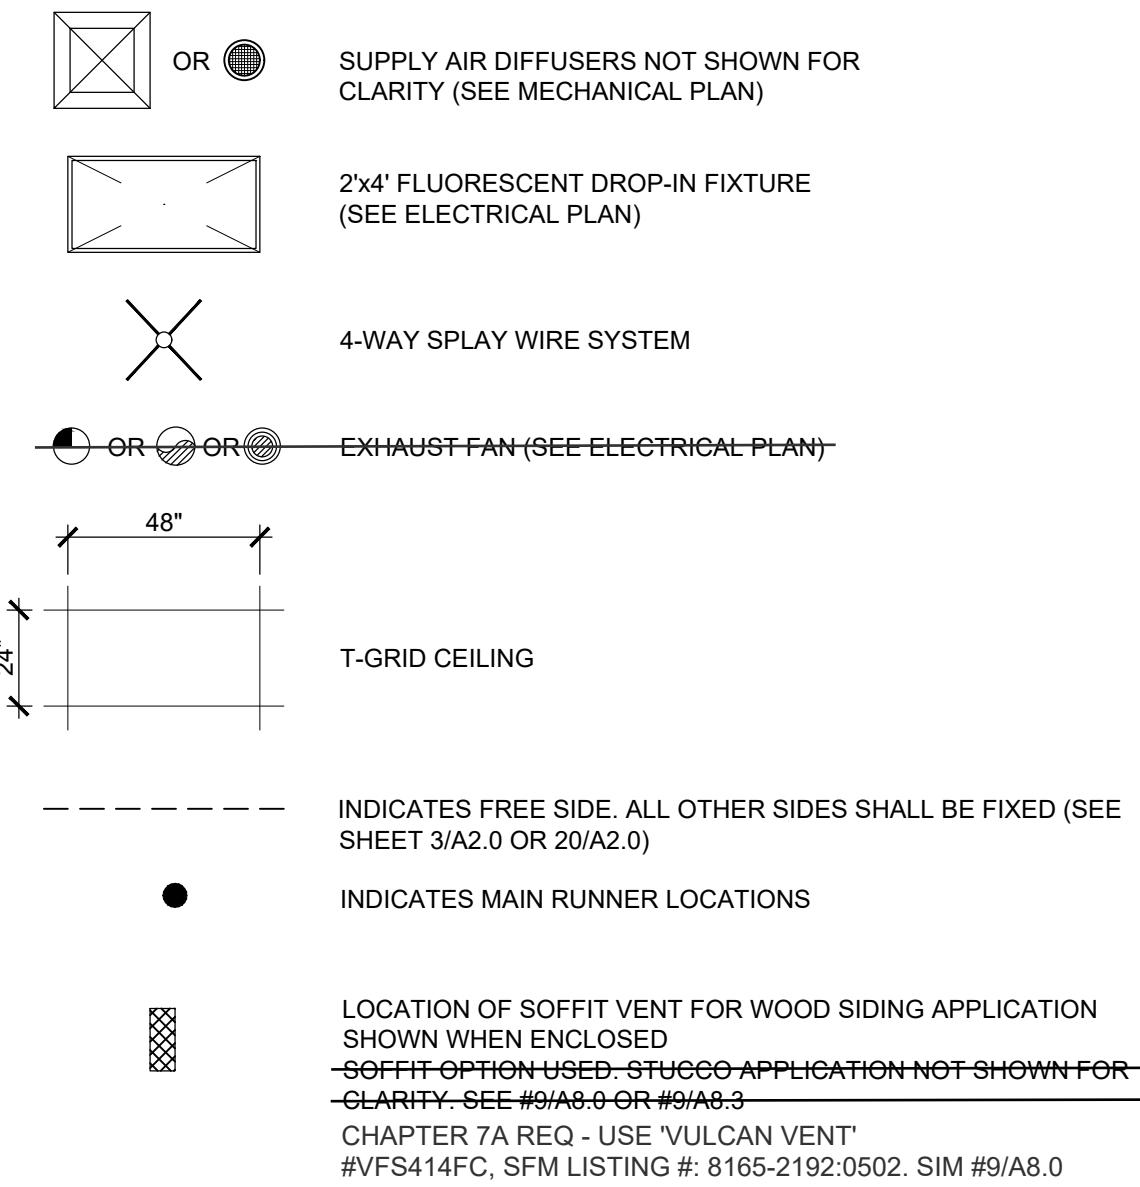 OR
SUPPLY AIR DIFFUSERS NOT SHOWN FOR
CLARITY (SEE MECHANICAL PLAN)
2'x4' FLUORESCENT DROP-IN FIXTURE
(SEE ELECTRICAL PLAN)
4-WAY SPLAY WIRE SYSTEM
OR OR EXHAUST FAN (SEE ELECTRICAL PLAN)
48"
24"
T-GRID CEILING
INDICATES FREE SIDE. ALL OTHER SIDES SHALL BE FIXED (SEE
SHEET 3/A2.0 OR 20/A2.0)
INDICATES MAIN RUNNER LOCATIONS
LOCATION OF SOFFIT VENT FOR WOOD SIDING APPLICATION
SHOWN WHEN ENCLOSED
SOFFIT OPTION USED. STUCCO APPLICATION NOT SHOWN FOR
CLARITY. SEE #9/A8.0 OR #9/A8.3
CHAPTER 7A REQ - USE 'VULCAN VENT'
#VFS414FC, SFM LISTING #: 8165-2192:0502. SIM #9/A8.0